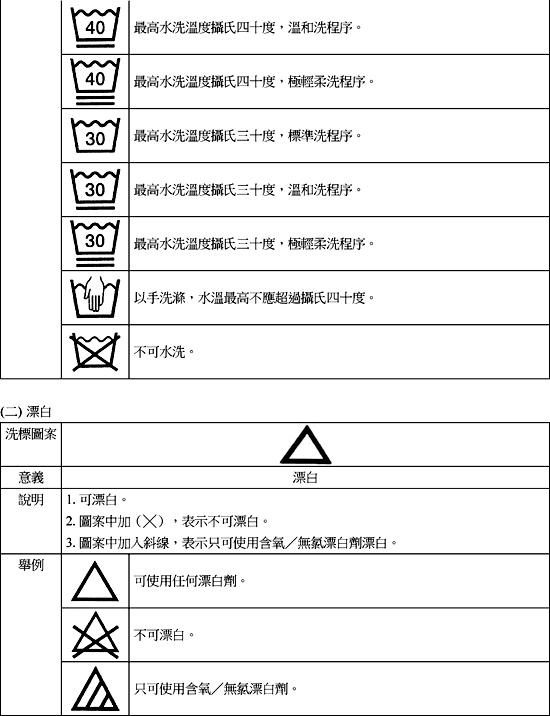 40
最高水洗溫度攝氏四十度，溫和洗程序。
40
最高水洗溫度攝氏四十度，極輕柔洗程序。
30
最高水洗溫度攝氏三十度，標準洗程序。
30
最高水洗溫度攝氏三十度，溫和洗程序。
30
最高水洗溫度攝氏三十度，極輕柔洗程序。
以手洗滌，水溫最高不應超過攝氏四十度。
不可水洗。
(二) 漂白
洗標圖案
意義
漂白
說明
1. 可漂白。
2. 圖案中加（╳），表示不可漂白。
3. 圖案中加入斜線，表示只可使用含氧／無氯漂白劑漂白。
舉例
可使用任何漂白劑。
不可漂白。
只可使用含氧／無氯漂白劑。